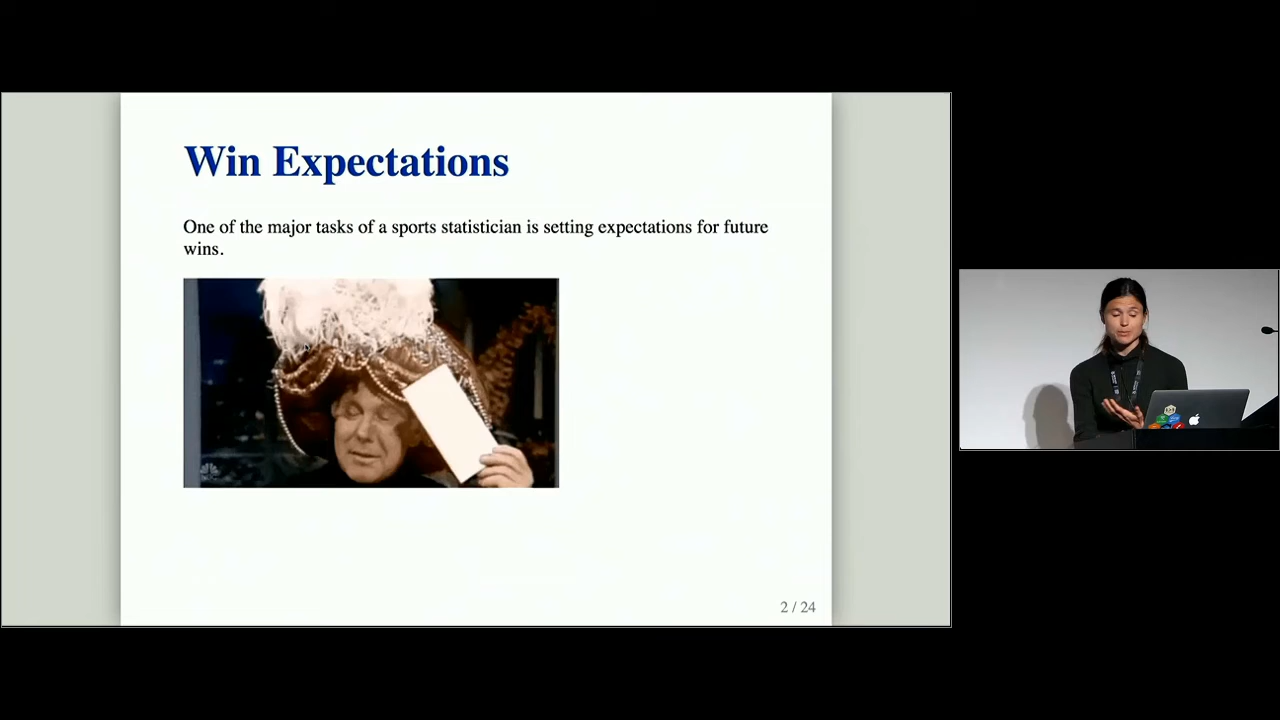 Win Expectations
One of the major tasks of a sports statistician is setting expectations for future
wins.
2 / 24